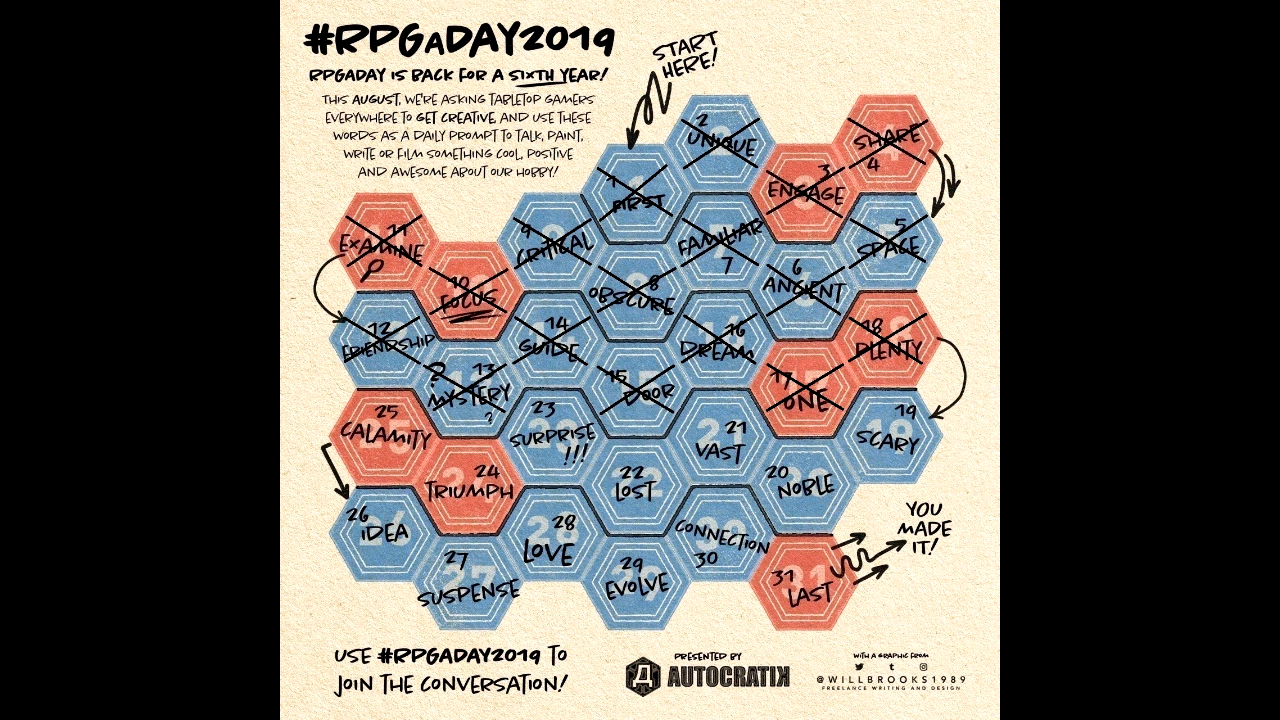 #RPGaDAY2019
RPGADAY IS BACK FOR A SIXTH YEAR!
THIS AUGUST, WE'RE ASKING TABLETOP GAMERS
EVERYWHERE TO GET CREATIVE, AND USE THESE
WORDS AS A DAILY PROMPT TO TALK, PAINT,
WRITE OR FILM SOMETHING COOL, POSITIVE
AND AWESOME ABOUT OUR HOBBY!
START
HERE!
1
FIRST
2
UNIQUE
3
ENGAGE
SHARE
4
5
SPACE
6
ANCIENT
FAMILIAR
7
8
OBSCURE
9
CRITICAL
10
FOCUS
11
EXAMINE
12
FRIENDSHIP
?
13
MYSTERY
?
14
GUIDE
15
DOOR
16
DREAM
17
ONE
18
PLENTY
19
SCARY
20
NOBLE
21
VAST
22
LOST
23
SURPRISE
!!!
24
TRIUMPH
25
CALAMITY
26
IDEA
27
SUSPENSE
28
LOVE
29
EVOLVE
CONNECTION
30
31
LAST
YOU
MADE
IT!
USE #RPGADAY2019 TO
JOIN THE CONVERSATION!
PRESENTED BY
AUTOCRATIK
WITH A GRAPHIC FROM
@WILLBROOKS1989
FREELANCE WRITING AND DESIGN